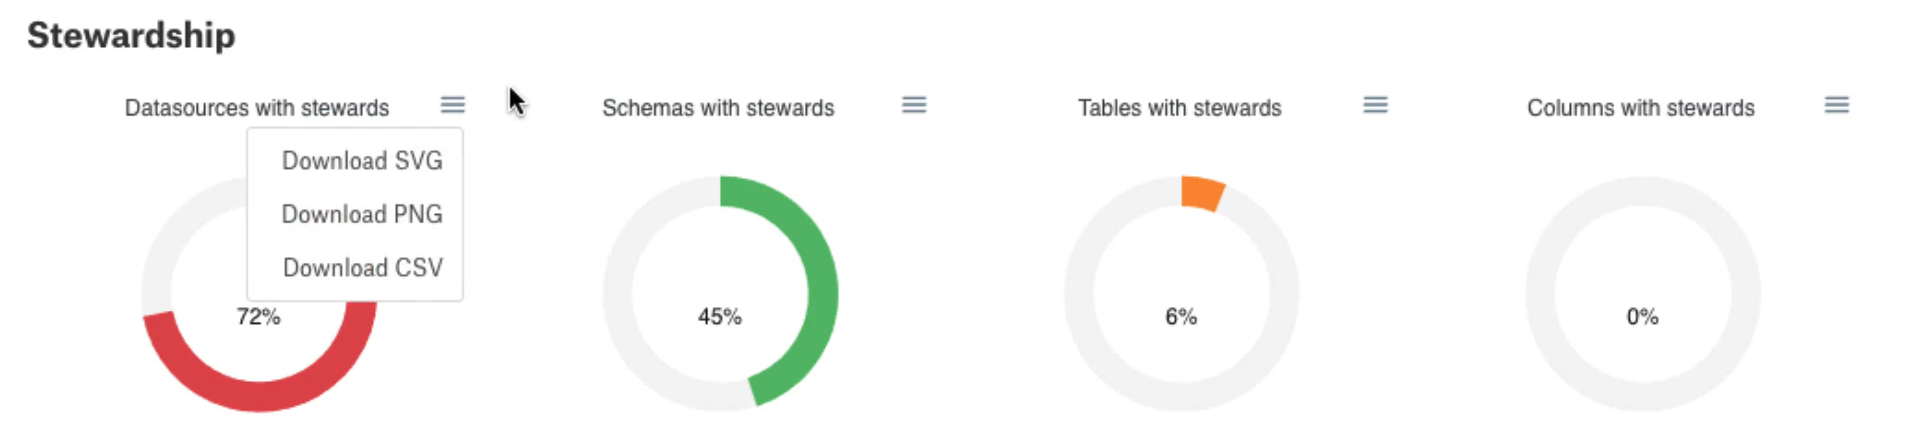 Stewardship
Datasources with stewards
Schemas with stewards
Tables with stewards
Columns with stewards
Download SVG
Download PNG
Download CSV
72%
45%
6%
0%